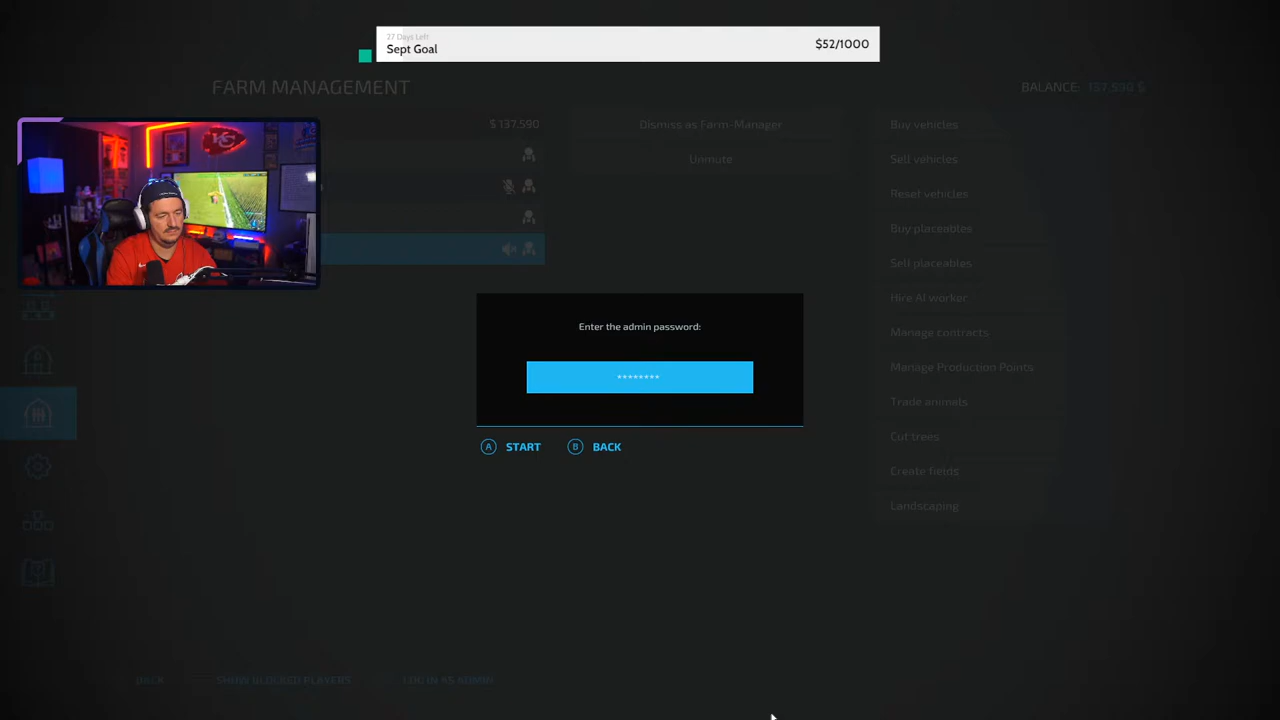 27 Days Left
Sept Goal
$52/1000
FARM MANAGEMENT
BALANCE: 137.590 $
$ 137,590
Dismiss as Farm-Manager
Unmute
Buy vehicles
Sell vehicles
Reset vehicles
Buy placeables
Sell placeables
Hire AI worker
Manage contracts
Manage Production Points
Trade animals
Cut trees
Create fields
Landscaping
Enter the admin password:
********
A START
B BACK
BACK
SHOW BLOCKED PLAYERS
LOG IN AS ADMIN